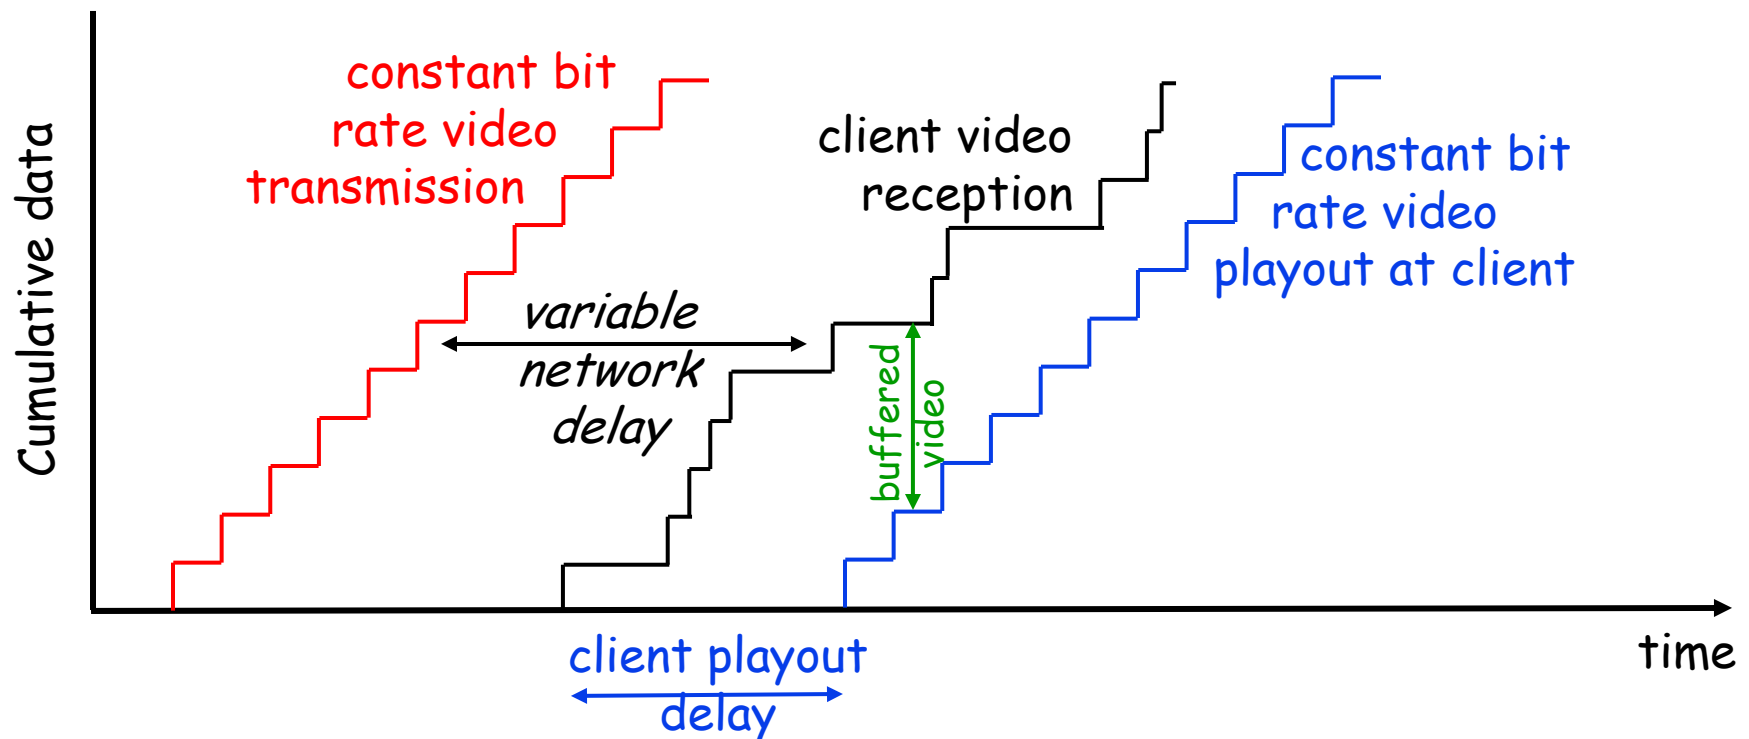 constant bit
rate video
transmission
client video
reception
constant bit
rate video
playout at client
Cumulative data
variable
network
delay
buffered
video
time
client playout
delay